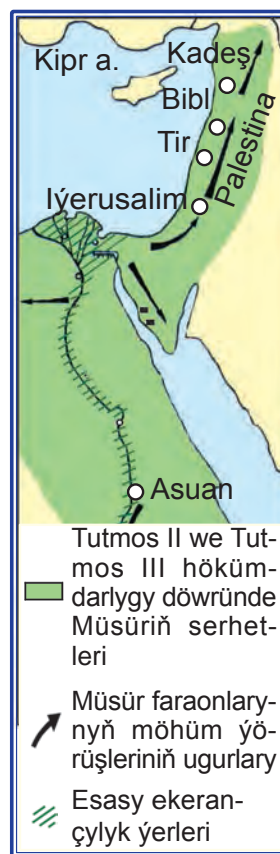 Kipr a.
Kadeş
Bibl
Tir
Palestina
Iýerusalim
Asuan
Tutmos II we Tut-
mos III höküm-
darlygy döwründe
Müsüriň serhet-
leri
Müsür faraonlary-
nyň möhüm ýö-
rüşleriniň ugurlary
Esasy ekeran-
çylyk ýerleri